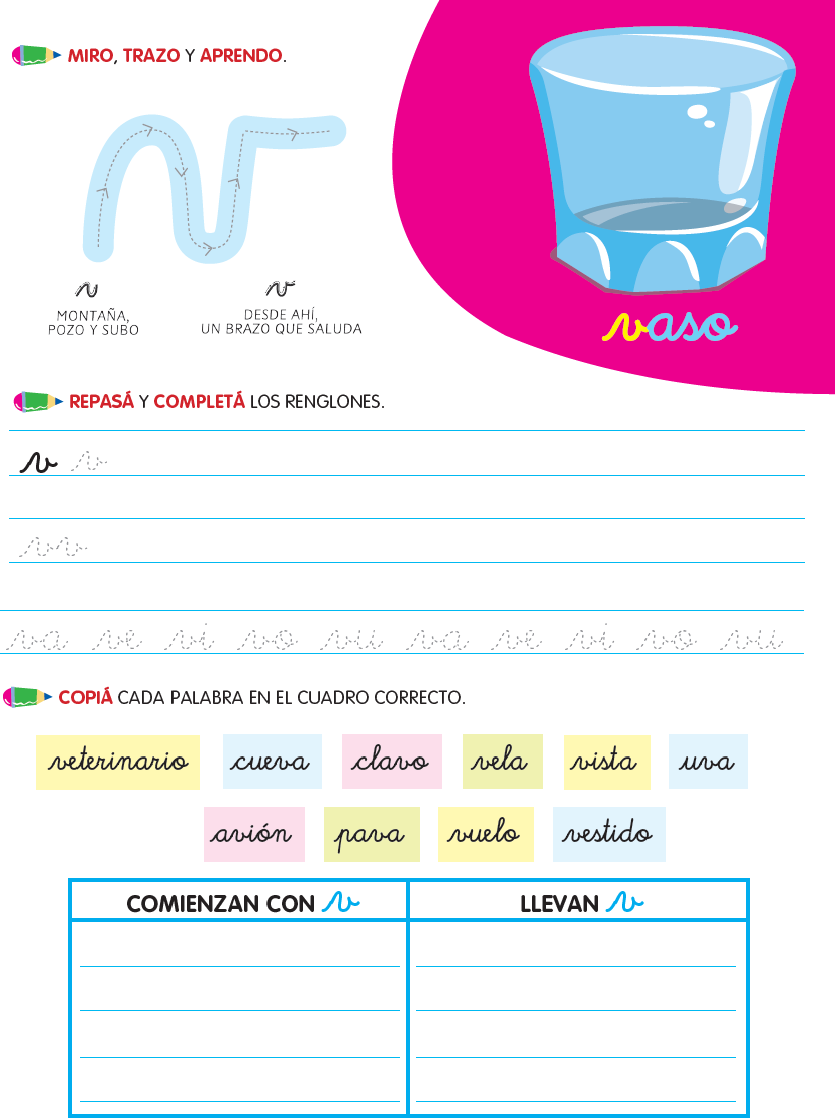 MIRO, TRAZO Y APRENDO.
v v
MONTAÑA,
POZO Y SUBO
DESDE AHÍ,
UN BRAZO QUE SALUDA
vaso
REPASÁ Y COMPLETÁ LOS RENGLONES.
v v
vv
va ve vi vo vu va ve vi vo vu
COPIÁ CADA PALABRA EN EL CUADRO CORRECTO.
veterinario cueva clavo vela vista uva
avión pava vuelo vestido
COMIENZAN CON v LLEVAN v